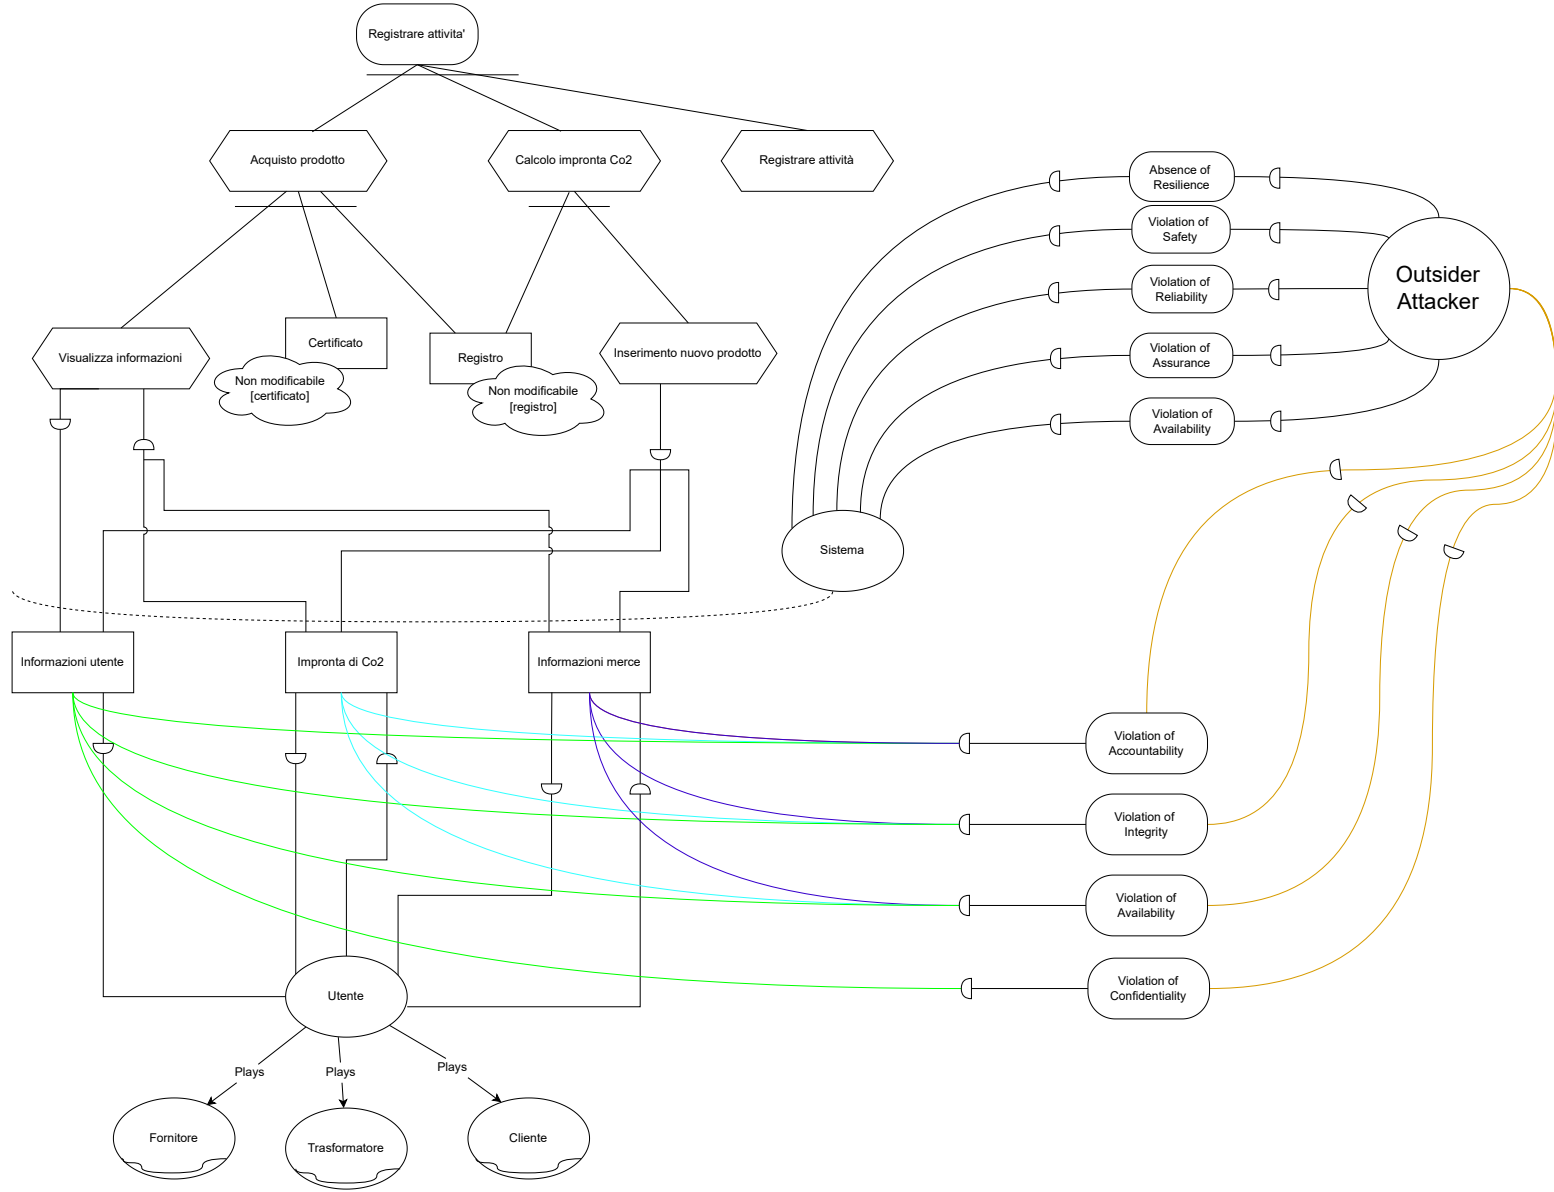 Registrare attivita'
Acquisto prodotto
Calcolo impronta Co2
Registrare attività
Absence of
Resilience
Violation of
Safety
Violation of
Reliability
Violation of
Assurance
Violation of
Availability
Outsider
Attacker
Visualizza informazioni
Certificato
Non modificabile
[certificato]
Registro
Non modificabile
[registro]
Inserimento nuovo prodotto
Sistema
Informazioni utente
Impronta di Co2
Informazioni merce
Violation of
Accountability
Violation of
Integrity
Violation of
Availability
Violation of
Confidentiality
Utente
Plays
Plays
Plays
Fornitore
Trasformatore
Cliente